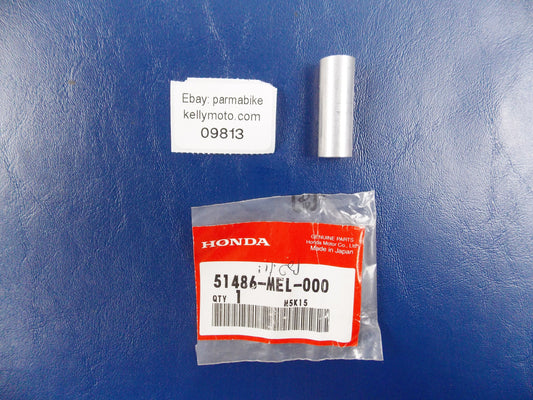 Ebay: parmabike
kellymoto.com
09813
HONDA
GENUINE PARTS
Honda Motor Co., Ltd.
Made in Japan
51486-MEL-000
QTY 1 H5K15